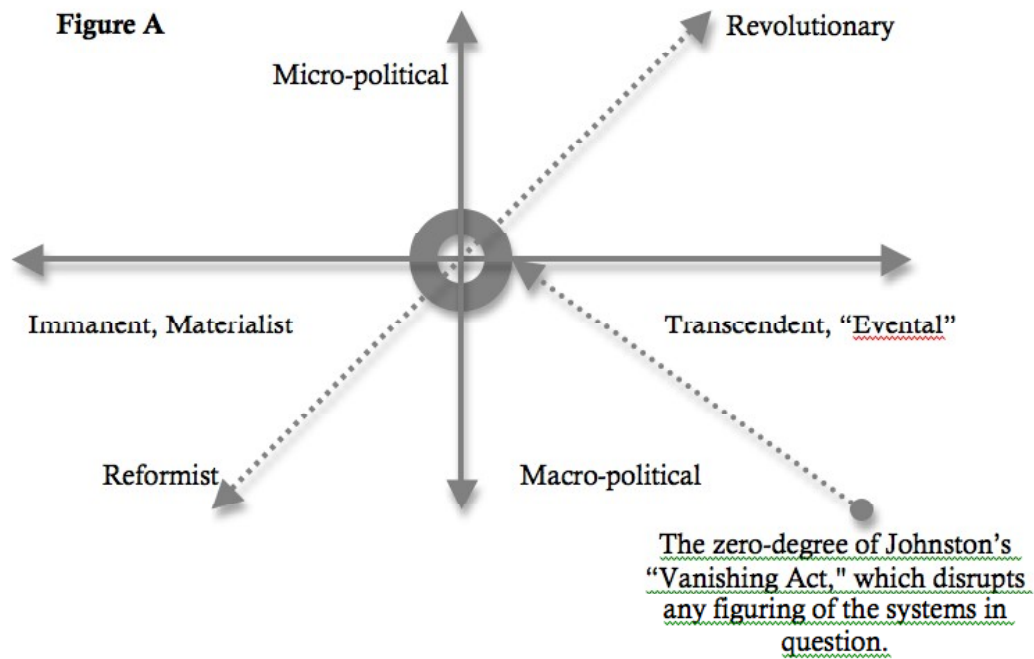 Figure A
Revolutionary
Micro-political
Immanent, Materialist
Transcendent, “Evental”
Reformist
Macro-political
The zero-degree of Johnston’s
“Vanishing Act," which disrupts
any figuring of the systems in
question.